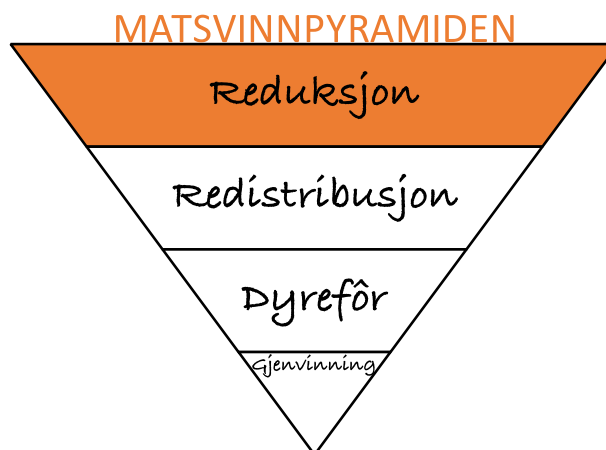 MATSVINNPYRAMIDEN
Reduksjon
Redistribusjon
Dyrefôr
Gjenvinning